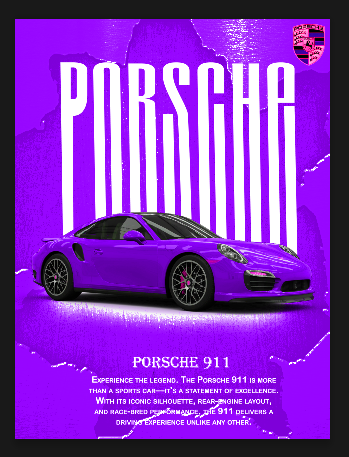 PORSCHE
PORSCHE 911
Experience the legend. The Porsche 911 is more
than a sports car—it's a statement of excellence.
With its iconic silhouette, rear-engine layout,
and race-bred performance, the 911 delivers a
driving experience unlike any other.